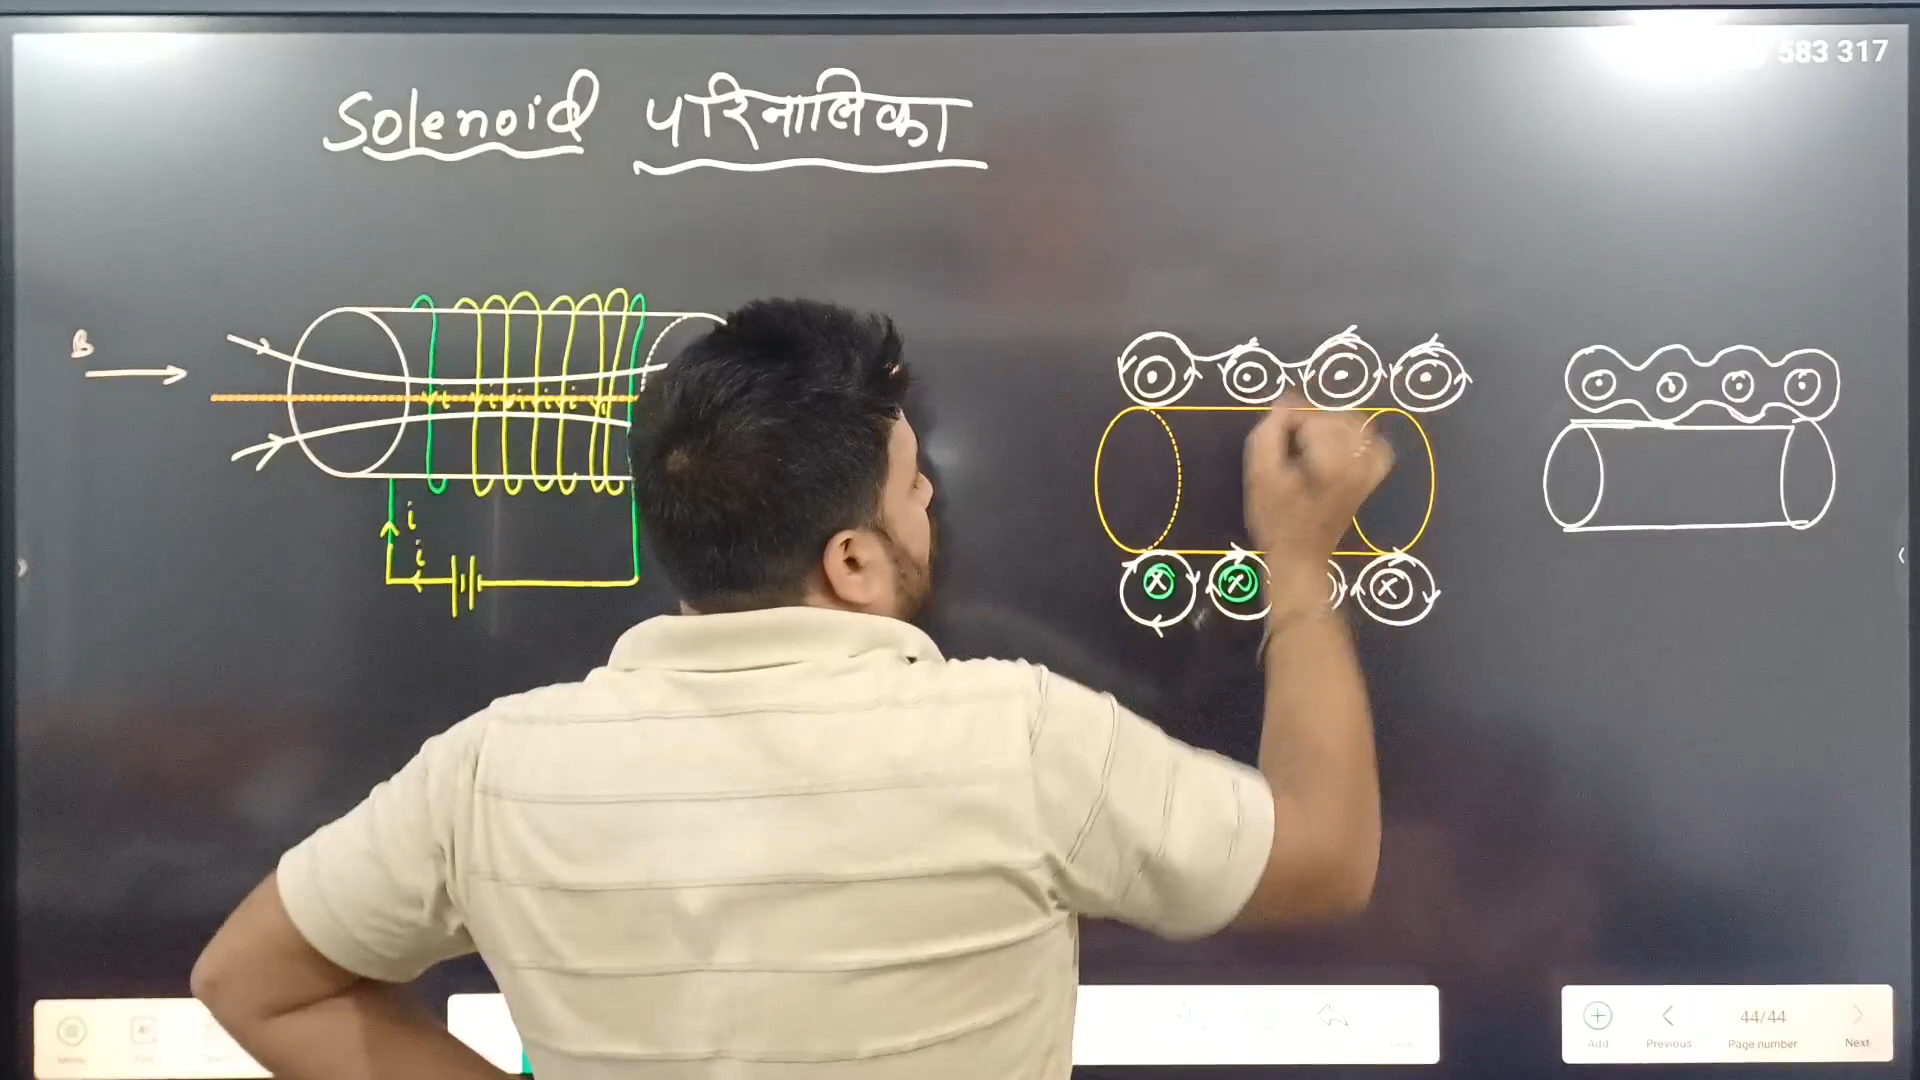 583 317
Solenoid परिनालिका
B
i i i i i
i
i
x x x
Add Previous 44/44 Page number Next